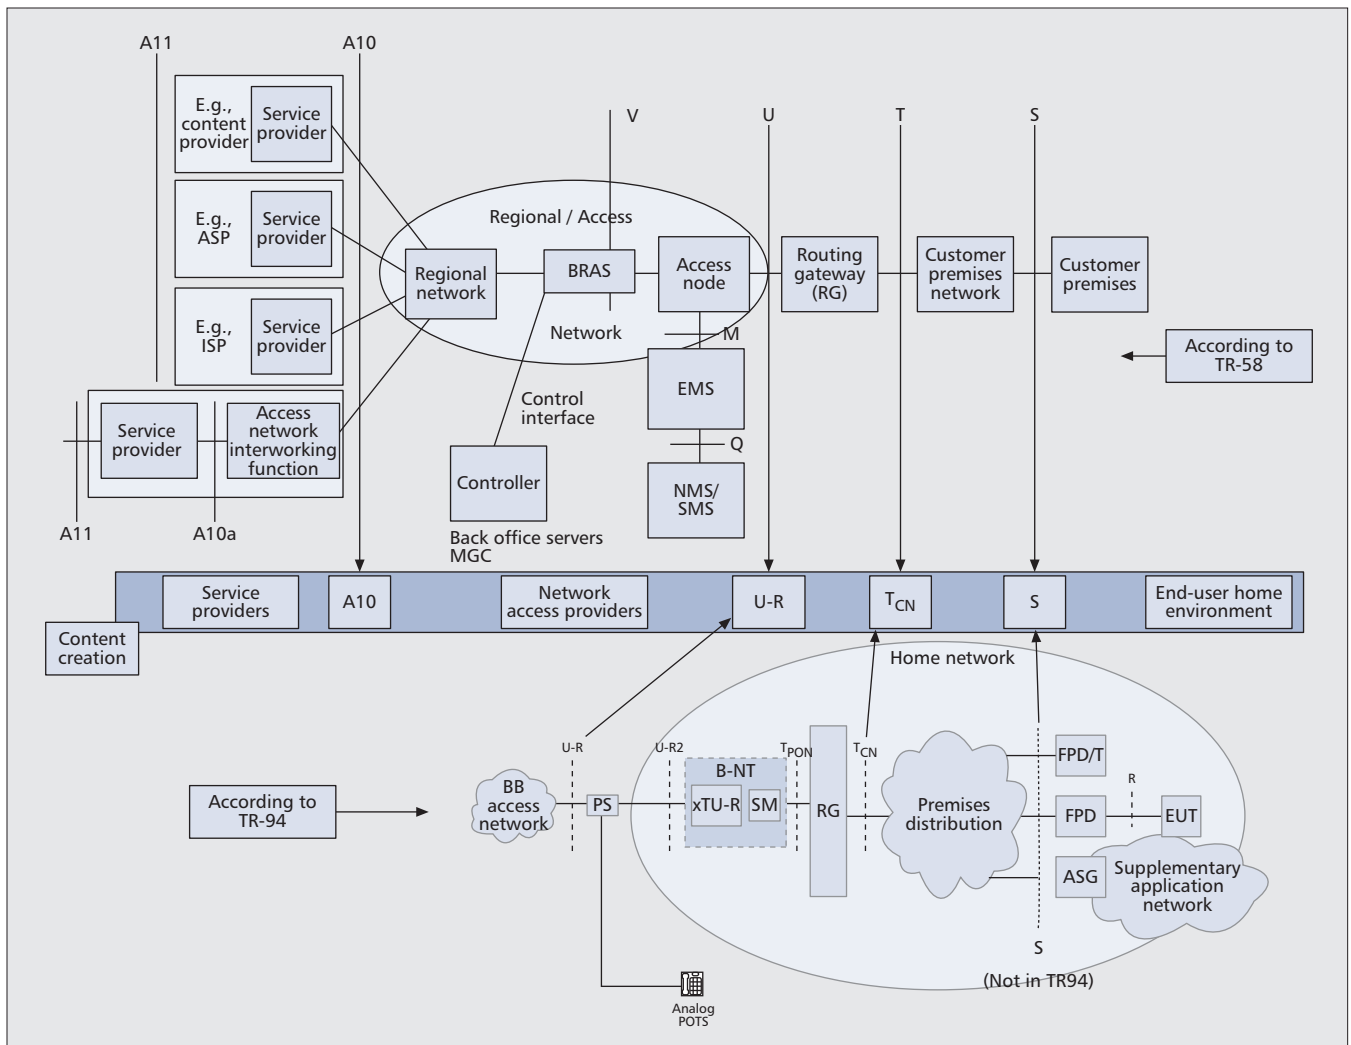 A11
A10
E.g.,
content
provider
Service
provider
V
U
T
S
E.g.,
ASP
Service
provider
Regional / Access
Regional
network
BRAS
Access
node
Routing
gateway
(RG)
Customer
premises
network
Customer
premises
E.g.,
ISP
Service
provider
Network
M
According to
TR-58
EMS
Control
interface
Service
provider
Access
network
interworking
function
Q
Controller
NMS/
SMS
A11
A10a
Back office servers
MGC
Service
providers
A10
Network
access providers
U-R
TCN
S
End-user home
environment
Content
creation
Home network
U-R
U-R2
TPON
TCN
B-NT
xTU-R
SM
FPD/T
R
According to
TR-94
BB
access
network
PS
RG
Premises
distribution
FPD
EUT
ASG
Supplementary
application
network
S
(Not in TR94)
Analog
POTS